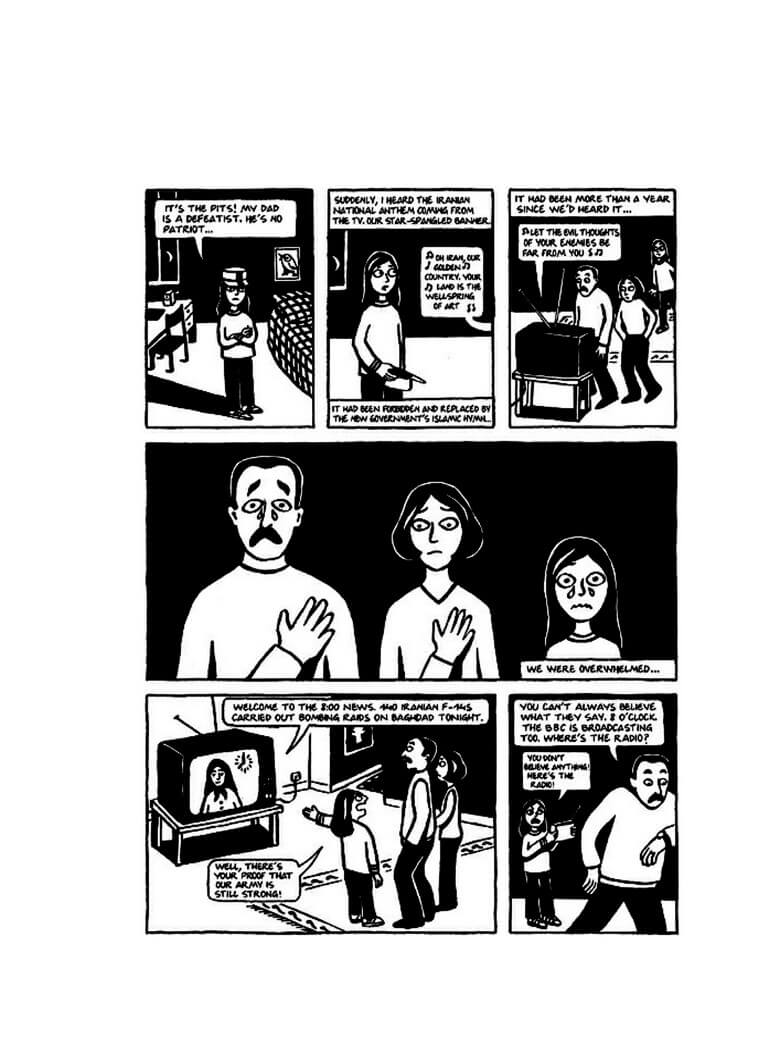 IT'S THE PITS! MY DAD
IS A DEFEATIST. HE'S NO
PATRIOT...
SUDDENLY, I HEARD THE IRANIAN
NATIONAL ANTHEM COMING FROM
THE TV. OUR STAR-SPANGLED BANNER.
♫ OH IRAN, OUR
♪ GOLDEN ♫
COUNTRY. YOUR
♫ LAND IS THE
WELLSPRING
OF ART ♫
IT HAD BEEN FORBIDDEN AND REPLACED BY
THE NEW GOVERNMENT'S ISLAMIC HYMN...
IT HAD BEEN MORE THAN A YEAR
SINCE WE'D HEARD IT...
♫ LET THE EVIL THOUGHTS
OF YOUR ENEMIES BE
FAR FROM YOU ♪ ♫
WE WERE OVERWHELMED...
WELCOME TO THE 8:00 NEWS. 140 IRANIAN F-14S
CARRIED OUT BOMBING RAIDS ON BAGHDAD TONIGHT.
WELL, THERE'S
YOUR PROOF THAT
OUR ARMY IS
STILL STRONG!
YOU CAN'T ALWAYS BELIEVE
WHAT THEY SAY. 8 O'CLOCK.
THE BBC IS BROADCASTING
TOO. WHERE'S THE RADIO?
YOU DON'T
BELIEVE ANYTHING!
HERE'S THE
RADIO!